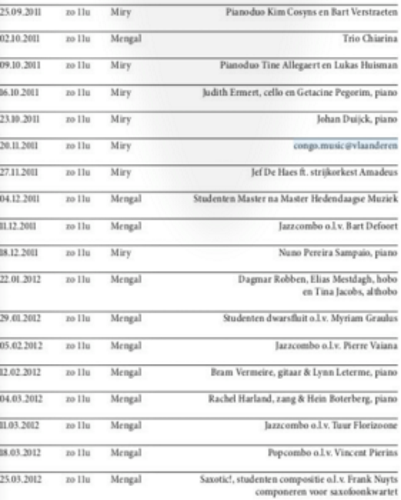 25.09.2011 zo 11u Miry Pianoduo Kim Cosyns en Bart Verstraeten
02.10.2011 zo 11u Mengal Trio Chiarina
09.10.2011 zo 11u Miry Pianoduo Tine Allegaert en Lukas Huisman
16.10.2011 zo 11u Miry Judith Ermert, cello en Getacine Pegorim, piano
23.10.2011 zo 11u Miry Johan Duijck, piano
20.11.2011 zo 11u Miry congo.music@vlaanderen
27.11.2011 zo 11u Miry Jef De Haes ft. strijkorkest Amadeus
04.12.2011 zo 11u Mengal Studenten Master na Master Hedendaagse Muziek
11.12.2011 zo 11u Mengal Jazzcombo o.l.v. Bart Defoort
18.12.2011 zo 11u Miry Nuno Pereira Sampaio, piano
22.01.2012 zo 11u Mengal Dagmar Robben, Elias Mestdagh, hobo
en Tina Jacobs, althobo
29.01.2012 zo 11u Mengal Studenten dwarsfluit o.l.v. Myriam Graulus
05.02.2012 zo 11u Mengal Jazzcombo o.l.v. Pierre Vaiana
12.02.2012 zo 11u Mengal Bram Vermeire, gitaar & Lynn Leterme, piano
04.03.2012 zo 11u Mengal Rachel Harland, zang & Hein Boterberg, piano
11.03.2012 zo 11u Mengal Jazzcombo o.l.v. Tuur Florizoone
18.03.2012 zo 11u Mengal Popcombo o.l.v. Vincent Pierins
25.03.2012 zo 11u Mengal Saxotic!, studenten compositie o.l.v. Frank Nuyts
componeren voor saxofoonkwartet